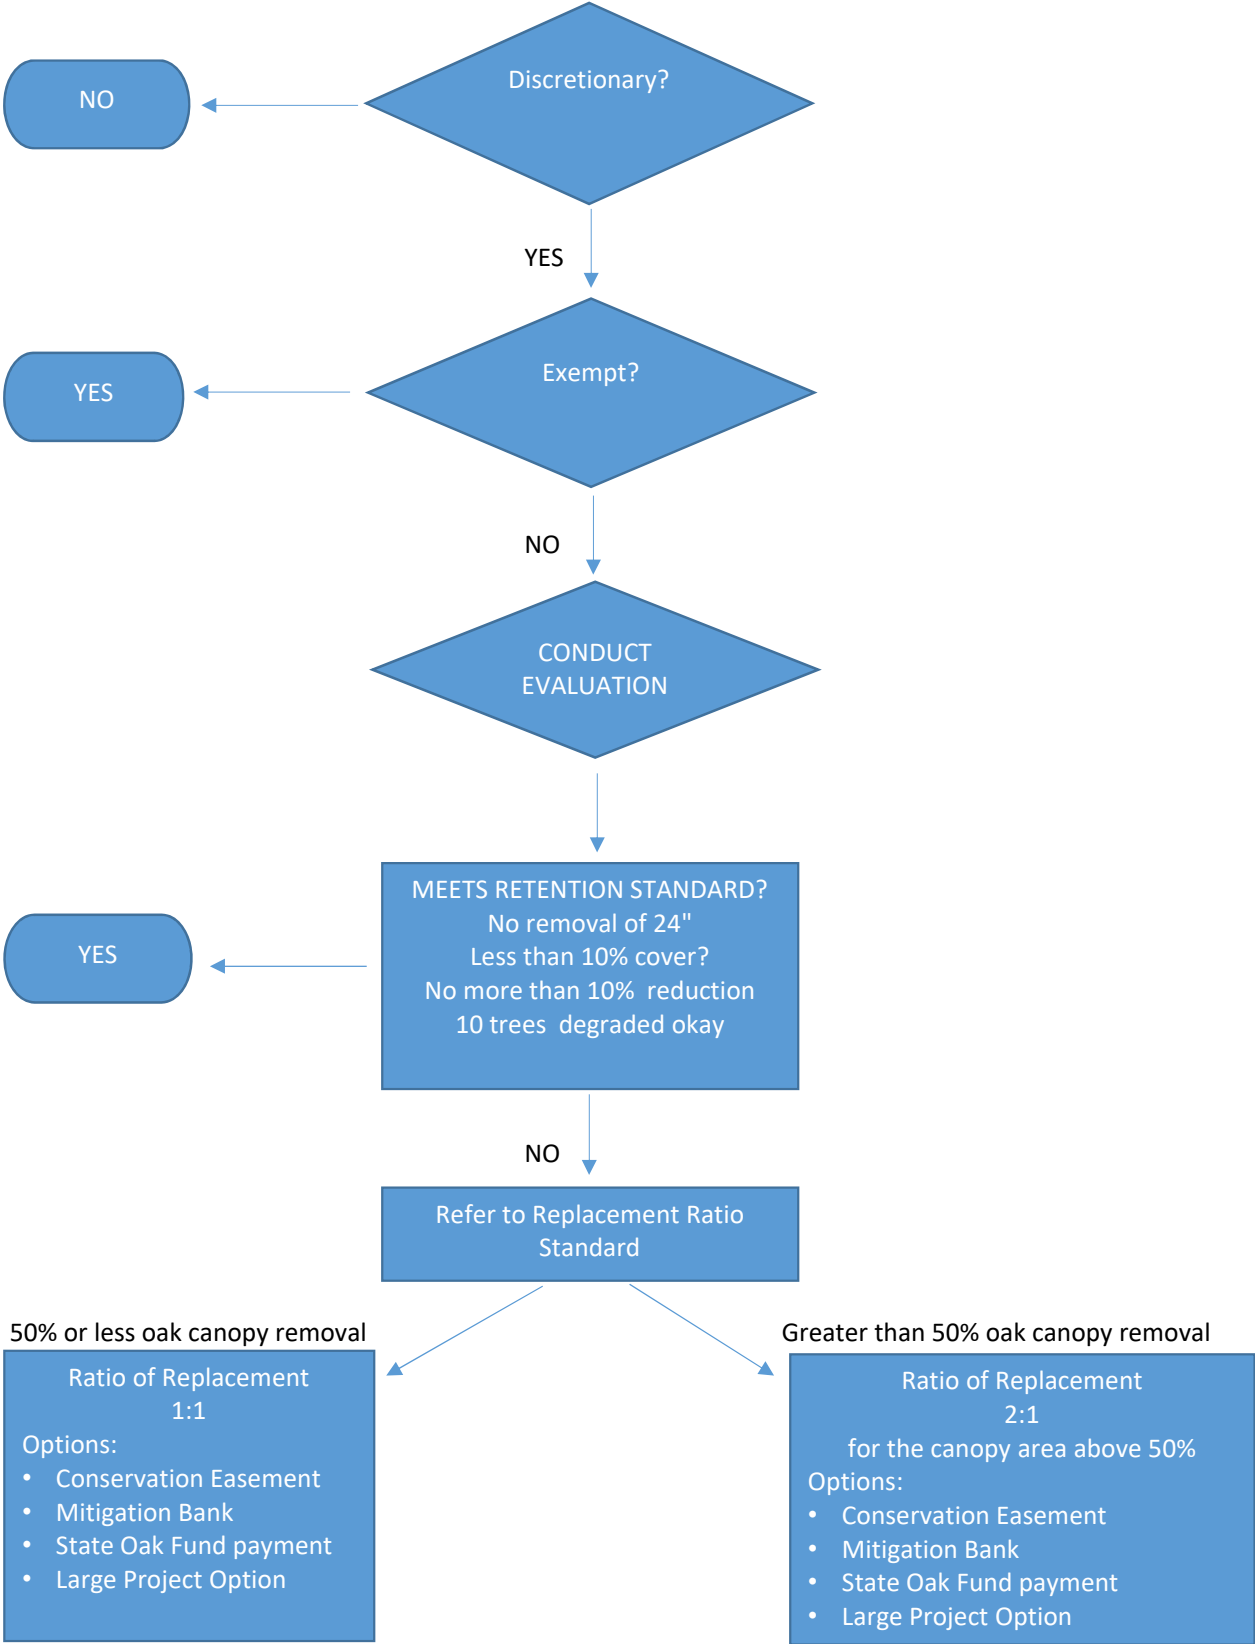 Discretionary?
NO
YES
Exempt?
YES
NO
CONDUCT
EVALUATION
MEETS RETENTION STANDARD?
No removal of 24"
Less than 10% cover?
No more than 10% reduction
10 trees degraded okay
YES
NO
Refer to Replacement Ratio
Standard
50% or less oak canopy removal
Ratio of Replacement
1:1
Options:
• Conservation Easement
• Mitigation Bank
• State Oak Fund payment
• Large Project Option
Greater than 50% oak canopy removal
Ratio of Replacement
2:1
for the canopy area above 50%
Options:
• Conservation Easement
• Mitigation Bank
• State Oak Fund payment
• Large Project Option